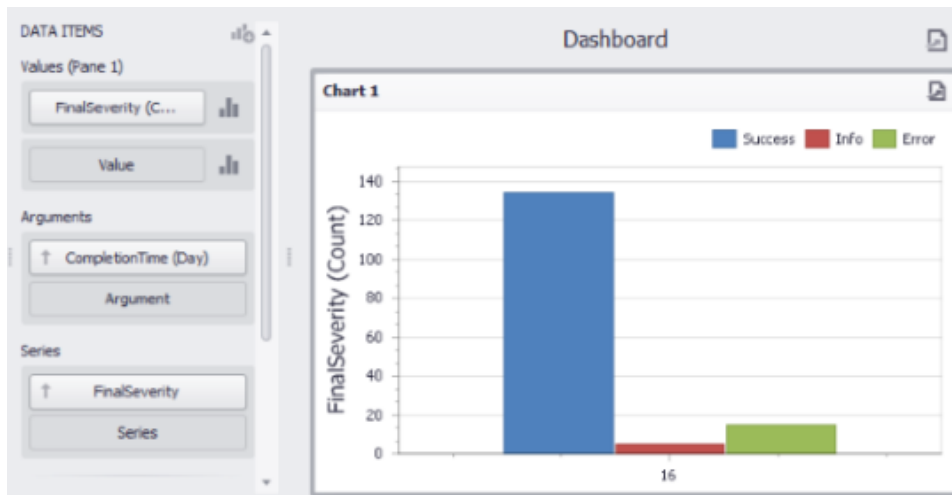 DATA ITEMS
Values (Pane 1)
FinalSeverity (C...
Value
Arguments
↑ CompletionTime (Day)
Argument
Series
↑ FinalSeverity
Series
Dashboard
Chart 1
Success Info Error
FinalSeverity (Count)
140
120
100
80
60
40
20
0
16